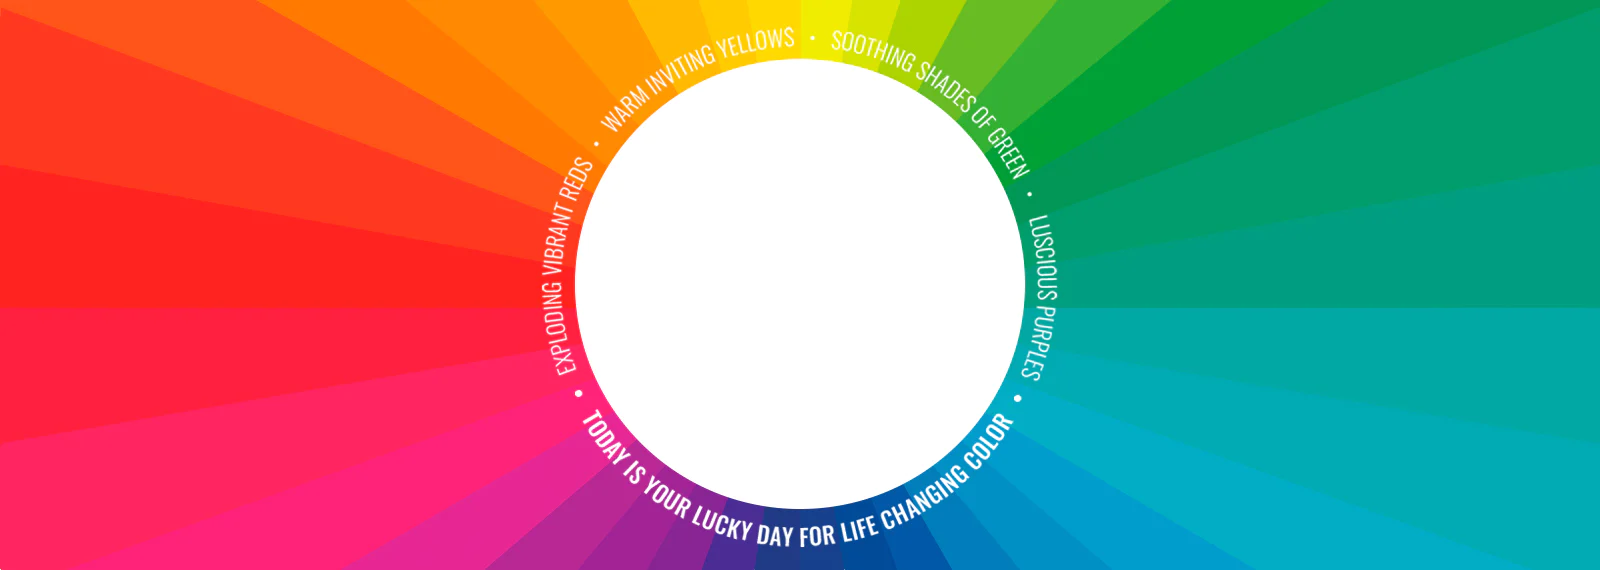 EXPLODING VIBRANT REDS • WARM INVITING YELLOWS • SOOTHING SHADES OF GREEN • LUSCIOUS PURPLES •
TODAY IS YOUR LUCKY DAY FOR LIFE CHANGING COLOR •